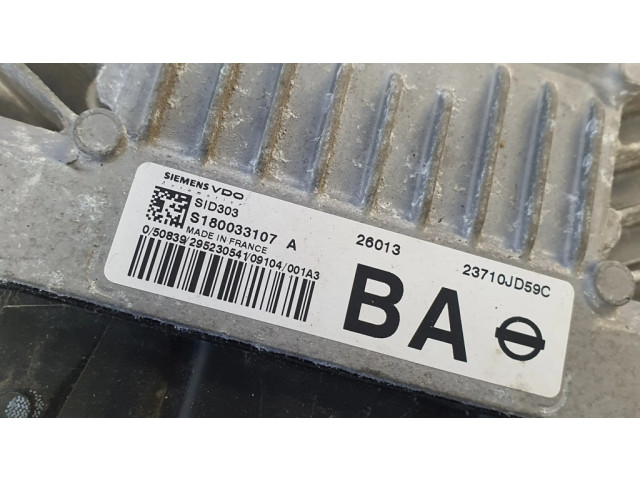 SIEMENS VDO
SID303
S180033107 A
MADE IN FRANCE
0/50839/295230541/09104/001A3
26013
23710JD59C
BA